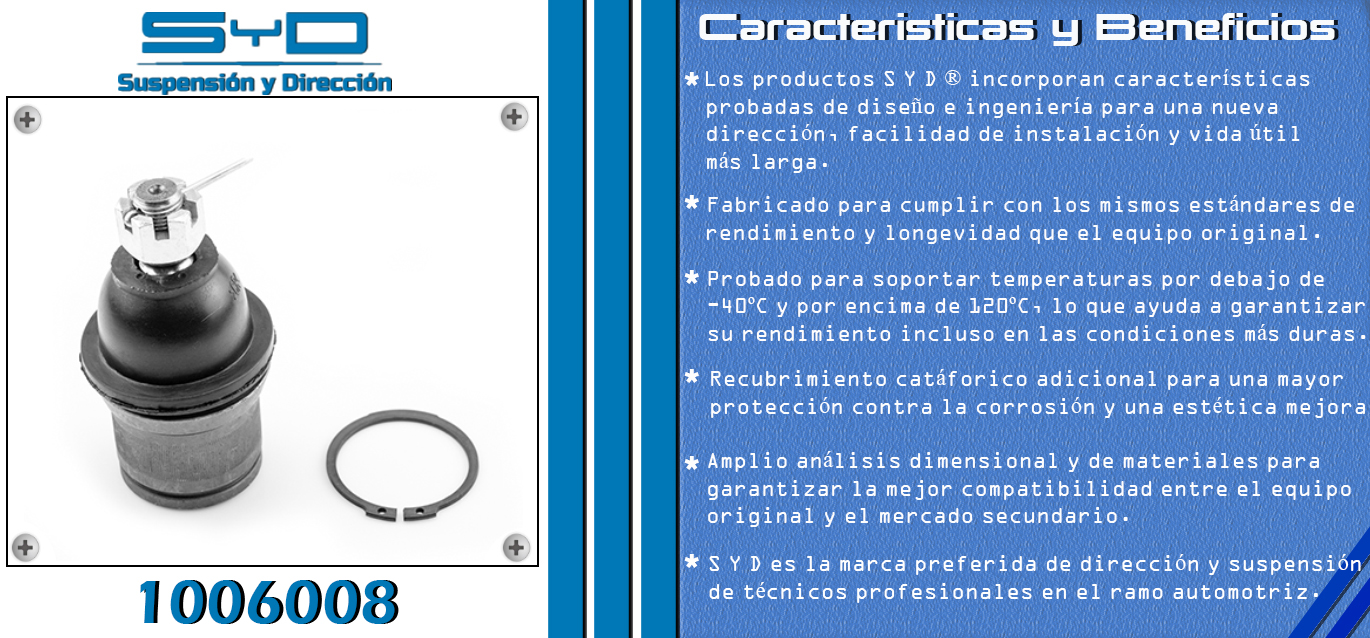 SYD
Suspensión y Dirección
1006008
Caracteristicas y Beneficios
* Los productos S Y D ® incorporan características
probadas de diseño e ingeniería para una nueva
dirección, facilidad de instalación y vida útil
más larga.
* Fabricado para cumplir con los mismos estándares de
rendimiento y longevidad que el equipo original.
* Probado para soportar temperaturas por debajo de
-40°C y por encima de 120°C, lo que ayuda a garantizar
su rendimiento incluso en las condiciones más duras.
* Recubrimiento catáforico adicional para una mayor
protección contra la corrosión y una estética mejora
* Amplio análisis dimensional y de materiales para
garantizar la mejor compatibilidad entre el equipo
original y el mercado secundario.
* S Y D es la marca preferida de dirección y suspensión
de técnicos profesionales en el ramo automotriz.